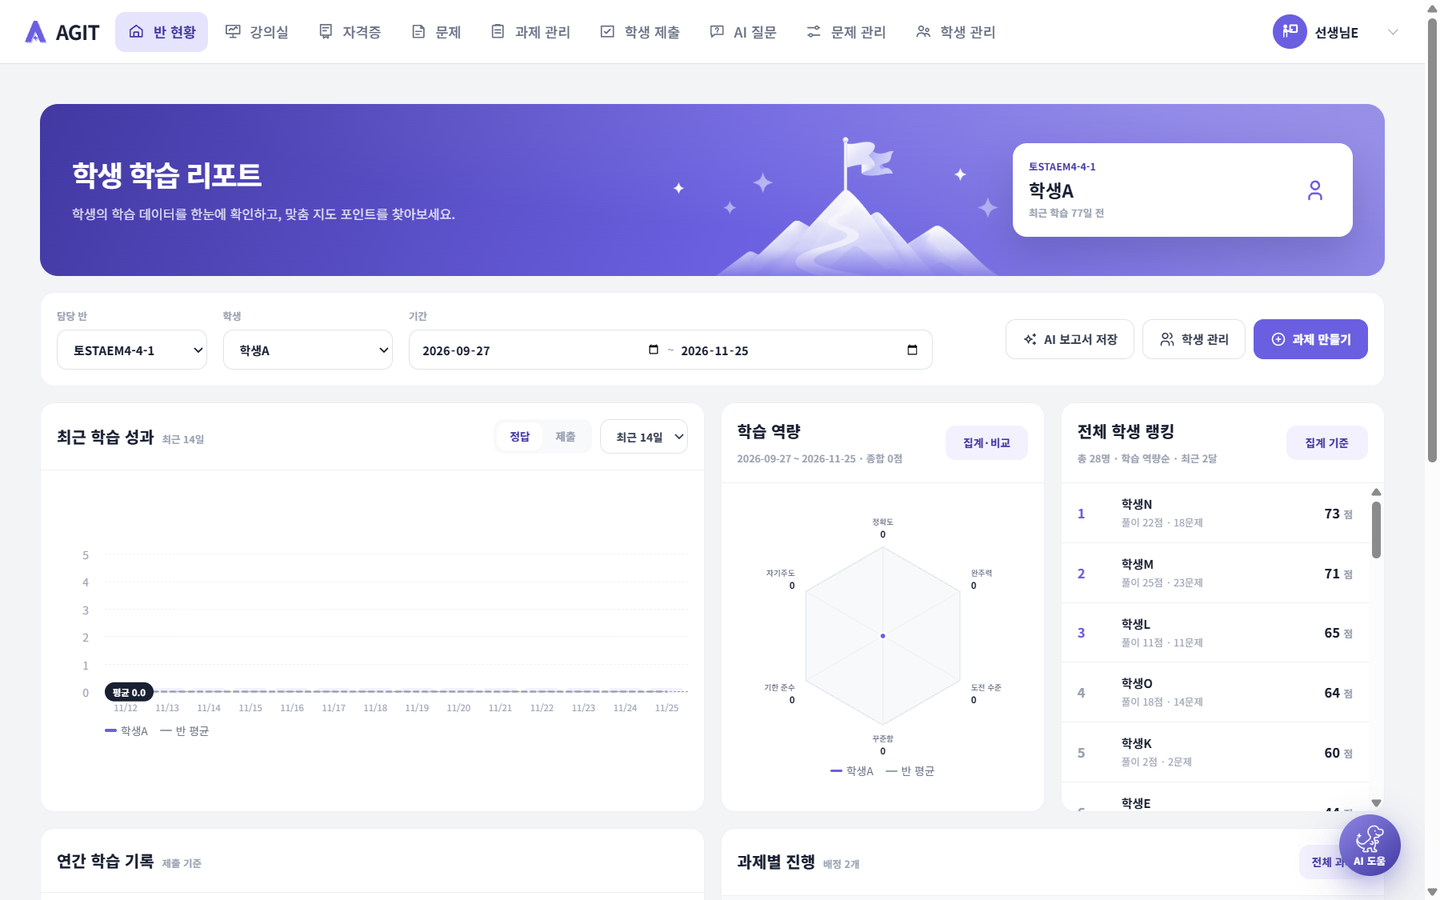 AGIT
반 현황
강의실
자격증
문제
과제 관리
학생 제출
AI 질문
문제 관리
학생 관리
선생님E
학생 학습 리포트
학생의 학습 데이터를 한눈에 확인하고, 맞춤 지도 포인트를 찾아보세요.
토STAEM4-4-1
학생A
최근 학습 77일 전
담당 반
학생
기간
토STAEM4-4-1
학생A
2026-09-27
~
2026-11-25
AI 보고서 저장
학생 관리
과제 만들기
최근 학습 성과 최근 14일
정답
제출
최근 14일
5
4
3
2
1
0
평균 0.0
11/12
11/13
11/14
11/15
11/16
11/17
11/18
11/19
11/20
11/21
11/22
11/23
11/24
11/25
학생A
반 평균
학습 역량
2026-09-27 ~ 2026-11-25 · 종합 0점
집계·비교
정확도
0
자기주도
0
완주력
0
기한 준수
0
도전 수준
0
꾸준함
0
학생A
반 평균
전체 학생 랭킹
총 28명 · 학습 역량순 · 최근 2달
집계 기준
1
학생N
풀이 22점 · 18문제
73 점
2
학생M
풀이 25점 · 23문제
71 점
3
학생L
풀이 11점 · 11문제
65 점
4
학생O
풀이 18점 · 14문제
64 점
5
학생K
풀이 2점 · 2문제
60 점
학생E
연간 학습 기록 제출 기준
과제별 진행 배정 2개
전체 과
AI 도움